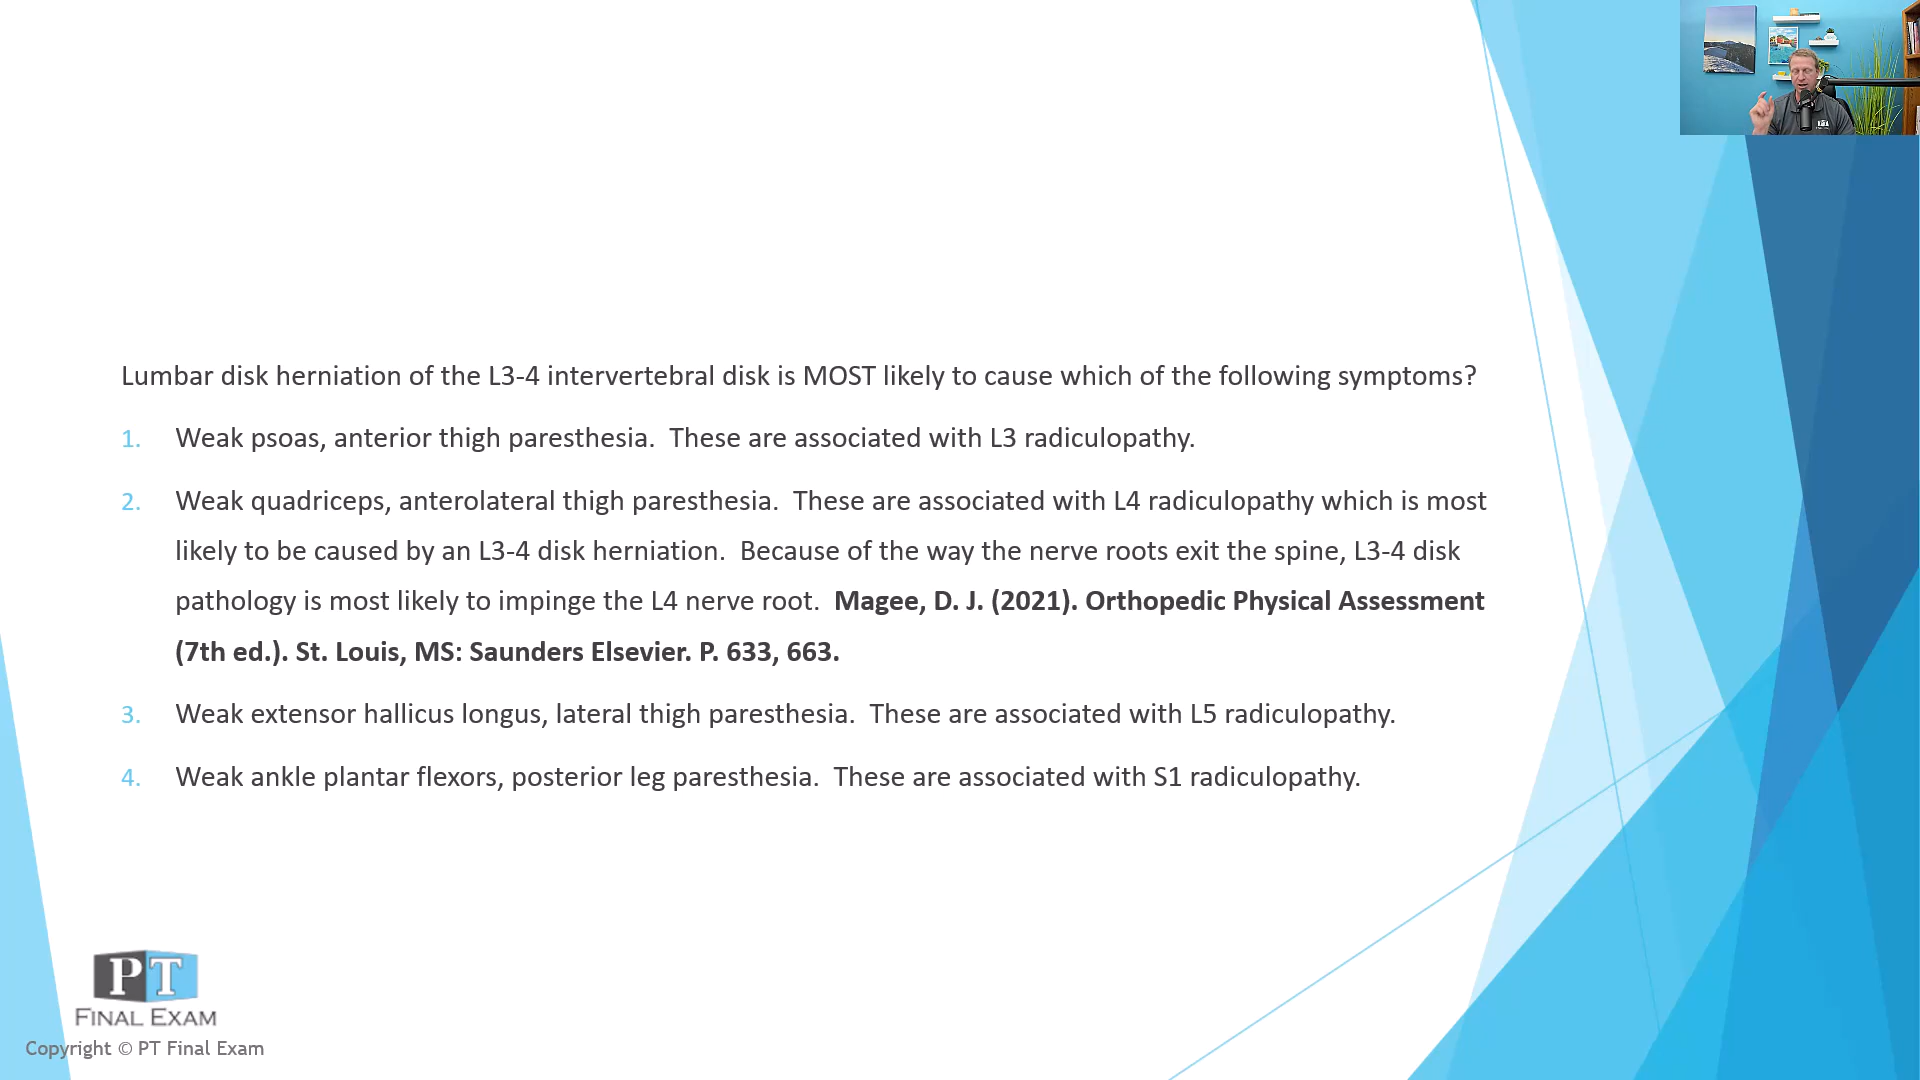 Lumbar disk herniation of the L3-4 intervertebral disk is MOST likely to cause which of the following symptoms?
1. Weak psoas, anterior thigh paresthesia.  These are associated with L3 radiculopathy.
2. Weak quadriceps, anterolateral thigh paresthesia.  These are associated with L4 radiculopathy which is most
likely to be caused by an L3-4 disk herniation.  Because of the way the nerve roots exit the spine, L3-4 disk
pathology is most likely to impinge the L4 nerve root.  Magee, D. J. (2021). Orthopedic Physical Assessment
(7th ed.). St. Louis, MS: Saunders Elsevier. P. 633, 663.
3. Weak extensor hallicus longus, lateral thigh paresthesia.  These are associated with L5 radiculopathy.
4. Weak ankle plantar flexors, posterior leg paresthesia.  These are associated with S1 radiculopathy.
PT
FINAL EXAM
Copyright © PT Final Exam